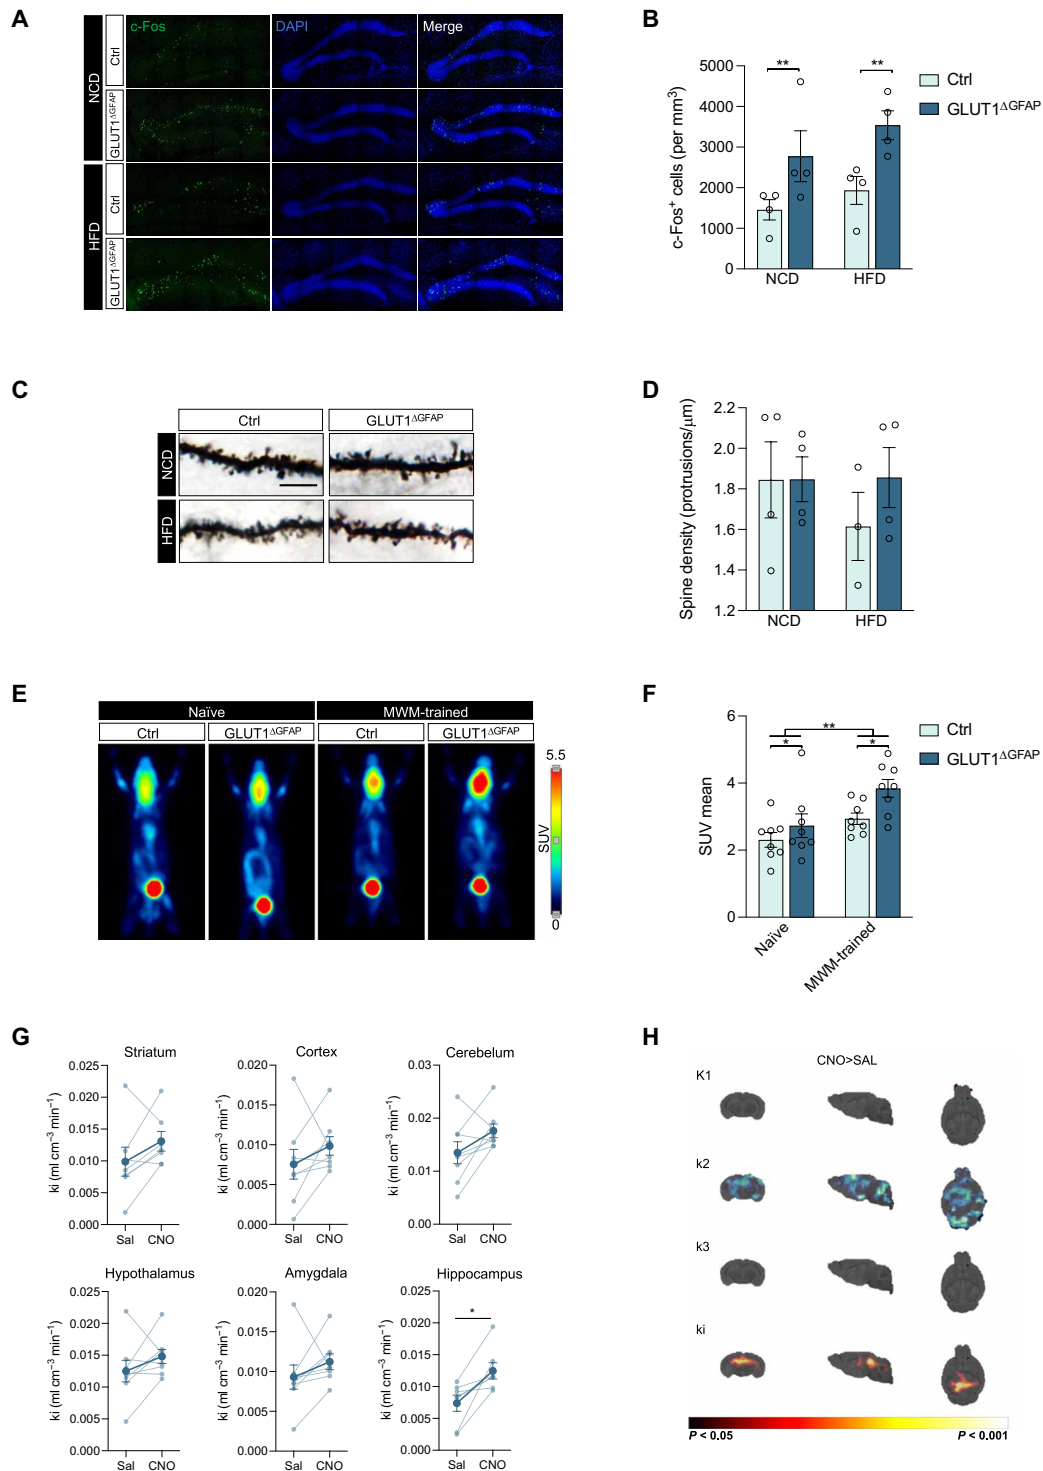 A
c-Fos
DAPI
Merge
NCD
Ctrl
GLUT1ΔGFAP
HFD
Ctrl
GLUT1ΔGFAP
B
c-Fos+ cells (per mm3)
5000
4000
3000
2000
1000
0
**
**
NCD
HFD
Ctrl
GLUT1ΔGFAP
C
Ctrl
GLUT1ΔGFAP
NCD
HFD
D
Spine density (protrusions/μm)
2.2
2.0
1.8
1.6
1.4
1.2
NCD
HFD
E
Naïve
MWM-trained
Ctrl
GLUT1ΔGFAP
Ctrl
GLUT1ΔGFAP
5.5
SUV
0
F
SUV mean
6
4
2
0
**
*
*
Naïve
MWM-trained
Ctrl
GLUT1ΔGFAP
G
Striatum
ki (ml cm−3 min−1)
0.025
0.020
0.015
0.010
0.005
0.000
Sal CNO
Cortex
ki (ml cm−3 min−1)
0.020
0.015
0.010
0.005
0.000
Sal CNO
Cerebelum
ki (ml cm−3 min−1)
0.03
0.02
0.01
0.00
Sal CNO
Hypothalamus
ki (ml cm−3 min−1)
0.025
0.020
0.015
0.010
0.005
0.000
Sal CNO
Amygdala
ki (ml cm−3 min−1)
0.020
0.015
0.010
0.005
0.000
Sal CNO
Hippocampus
ki (ml cm−3 min−1)
0.025
0.020
0.015
0.010
0.005
0.000
*
Sal CNO
H
CNO>SAL
K1
k2
k3
ki
P < 0.05
P < 0.001